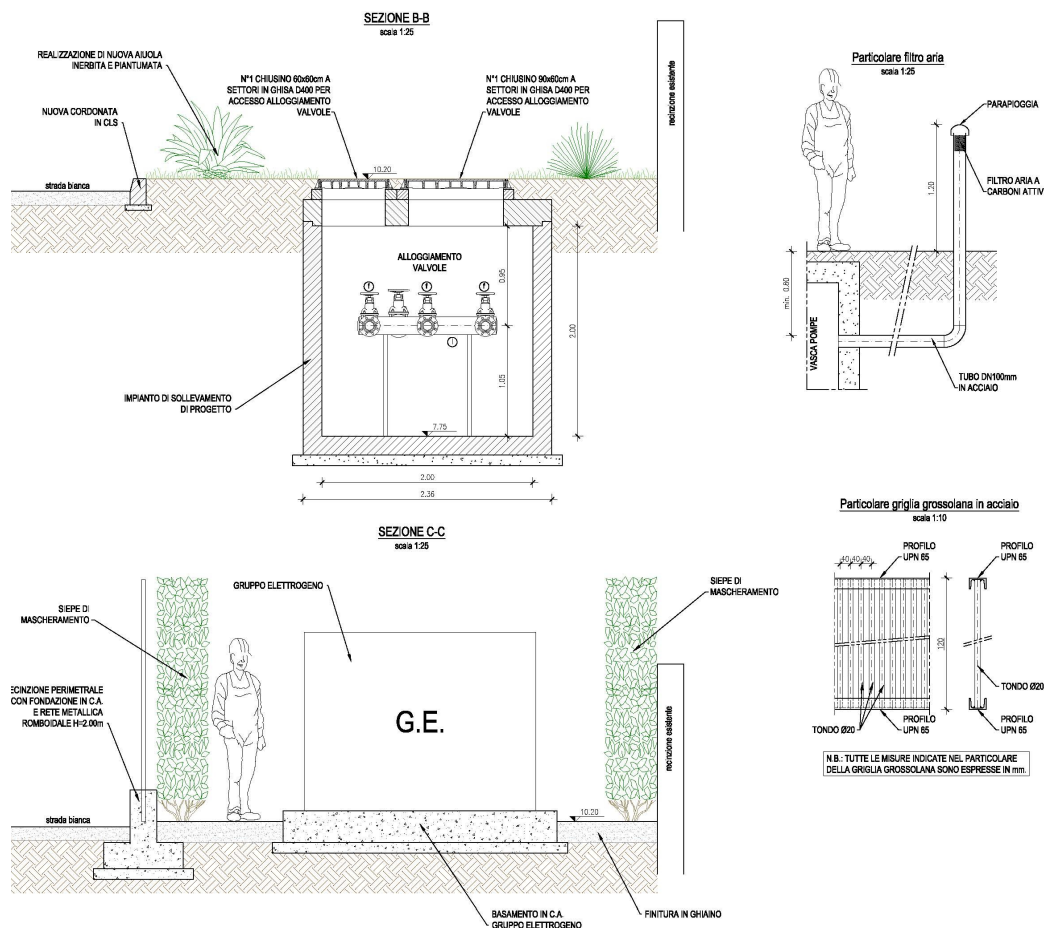 SEZIONE B-B
scala 1:25
REALIZZAZIONE DI NUOVA AIUOLA
INERBITA E PIANTUMATA
NUOVA CORDONATA
IN CLS
strada bianca
N°1 CHIUSINO 60x60cm A
SETTORI IN GHISA D400 PER
ACCESSO ALLOGGIAMENTO
VALVOLE
N°1 CHIUSINO 90x60cm A
SETTORI IN GHISA D400 PER
ACCESSO ALLOGGIAMENTO
VALVOLE
recinzione esistente
10.20
ALLOGGIAMENTO
VALVOLE
0.95
2.00
1.05
IMPIANTO DI SOLLEVAMENTO
DI PROGETTO
7.75
2.00
2.36
Particolare filtro aria
scala 1:25
PARAPIOGGIA
FILTRO ARIA A
CARBONI ATTIV
1.20
min. 0.80
VASCA POMPE
TUBO DN100mm
IN ACCIAIO
SEZIONE C-C
scala 1:25
GRUPPO ELETTROGENO
SIEPE DI
MASCHERAMENTO
SIEPE DI
MASCHERAMENTO
ECINZIONE PERIMETRALE
CON FONDAZIONE IN C.A.
E RETE METALLICA
ROMBOIDALE H=2.00m
G.E.
recinzione esistente
strada bianca
10.20
BASAMENTO IN C.A.
GRUPPO ELETTROGENO
FINITURA IN GHIAINO
Particolare griglia grossolana in acciaio
scala 1:10
PROFILO
UPN 65
PROFILO
UPN 65
40 40 40
120
TONDO Ø20
TONDO Ø20
PROFILO
UPN 65
PROFILO
UPN 65
N.B.: TUTTE LE MISURE INDICATE NEL PARTICOLARE
DELLA GRIGLIA GROSSOLANA SONO ESPRESSE IN mm.